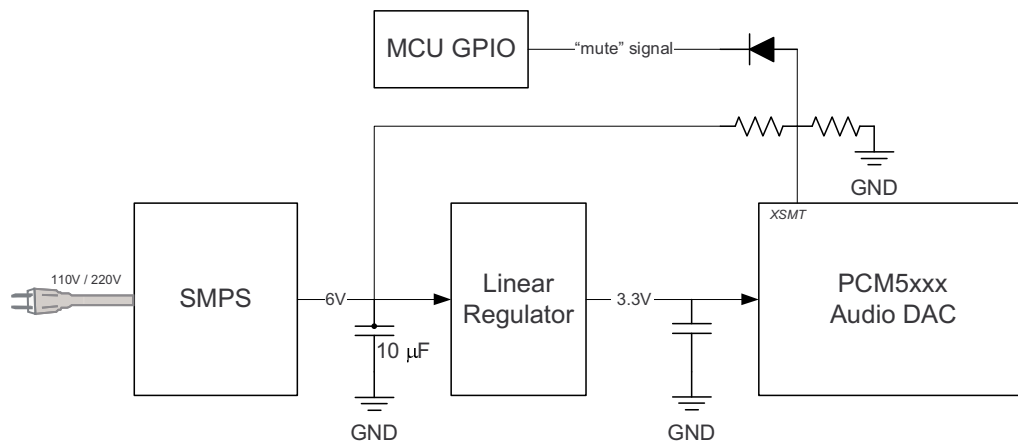 MCU GPIO
“mute” signal
GND
XSMT
110V / 220V
SMPS
6V
10 μF
GND
Linear
Regulator
3.3V
GND
PCM5xxx
Audio DAC